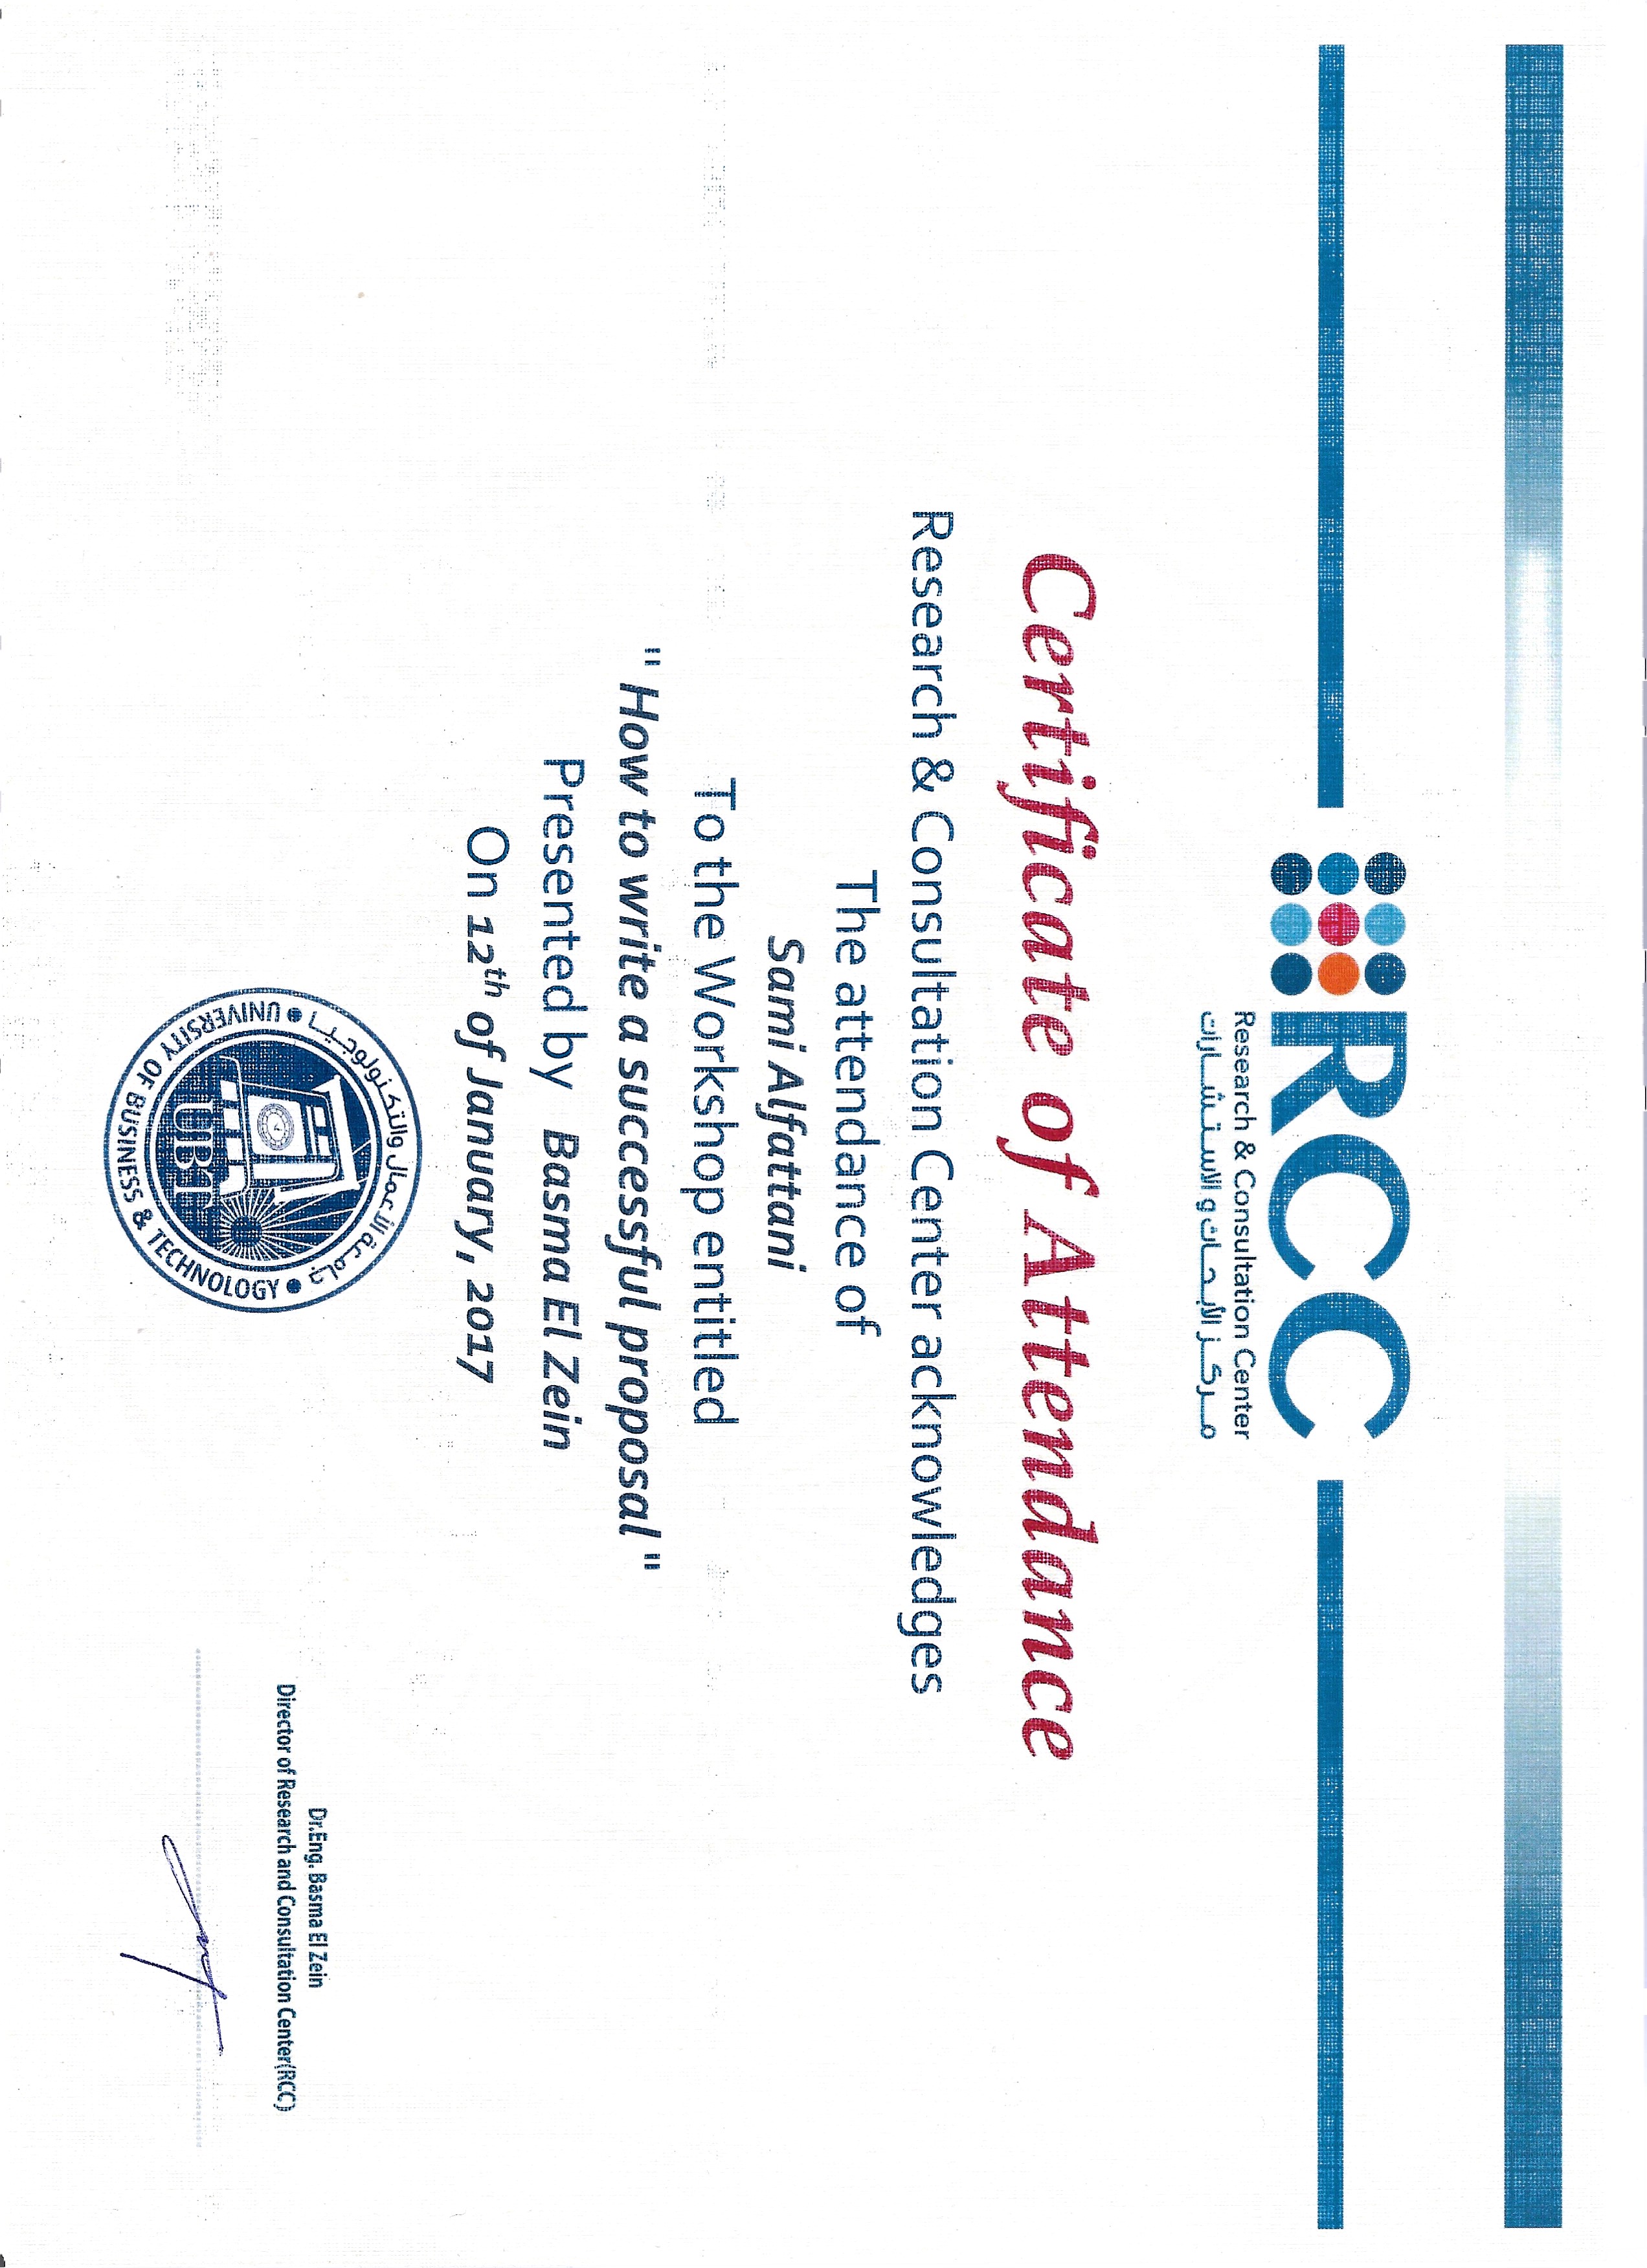 RCC
Research & Consultation Center
مركز الأبحاث و الاستشارات
Certificate of Attendance
Research & Consultation Center acknowledges
The attendance of
Sami Alfattani
To the Workshop entitled
" How to write a successful proposal "
Presented by Basma El Zein
On 12th of January, 2017
جامعة الأعمال والتكنولوجيا
UBT
UNIVERSITY OF BUSINESS & TECHNOLOGY
Dr.Eng. Basma El Zein
Director of Research and Consultation Center(RCC)